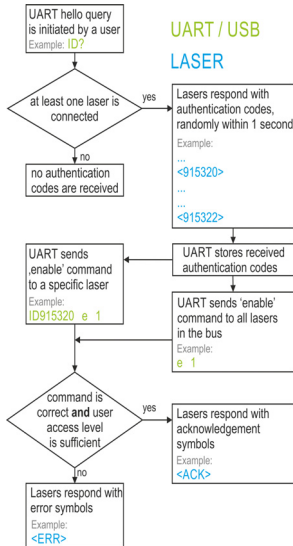 UART hello query
is initiated by a user
Example: ID?
UART / USB
LASER
at least one laser is
connected
yes
no
no authentication
codes are received
Lasers respond with
authentication codes,
randomly within 1 second
Example:
...
<915320>
...
...
<915322>
UART stores received
authentication codes
UART sends
‚enable’ command
to a specific laser
Example:
ID915320 e 1
UART sends ‘enable’
command to all lasers
in the bus
Example:
e 1
command is
correct and user
access level
is sufficient
yes
no
Lasers respond with
acknowledgement
symbols
Example:
<ACK>
Lasers respond with
error symbols
Example:
<ERR>